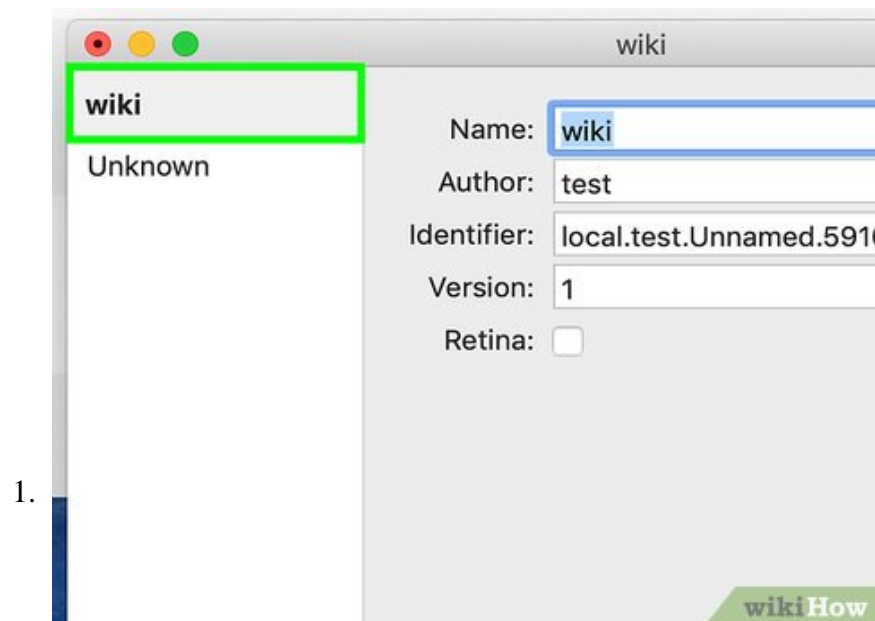 wiki
wiki
Unknown
Name: wiki
Author: test
Identifier: local.test.Unnamed.591
Version: 1
Retina:
1.
wikiHow